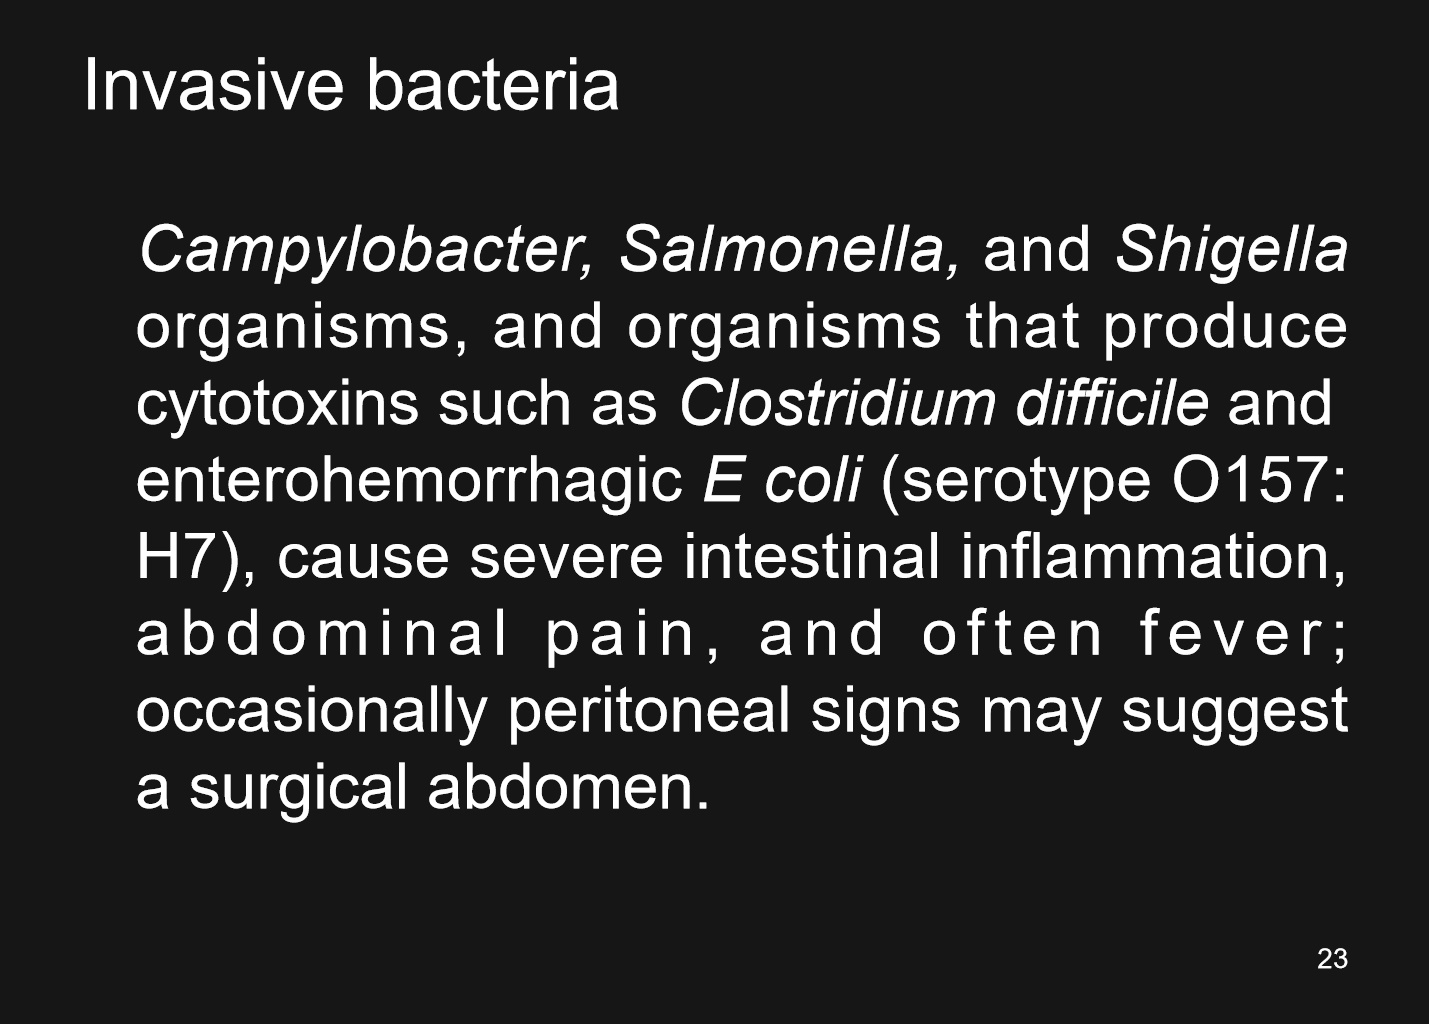 Invasive bacteria
Campylobacter, Salmonella, and Shigella
organisms, and organisms that produce
cytotoxins such as Clostridium difficile and
enterohemorrhagic E coli (serotype O157:
H7), cause severe intestinal inflammation,
abdominal pain, and often fever;
occasionally peritoneal signs may suggest
a surgical abdomen.
23